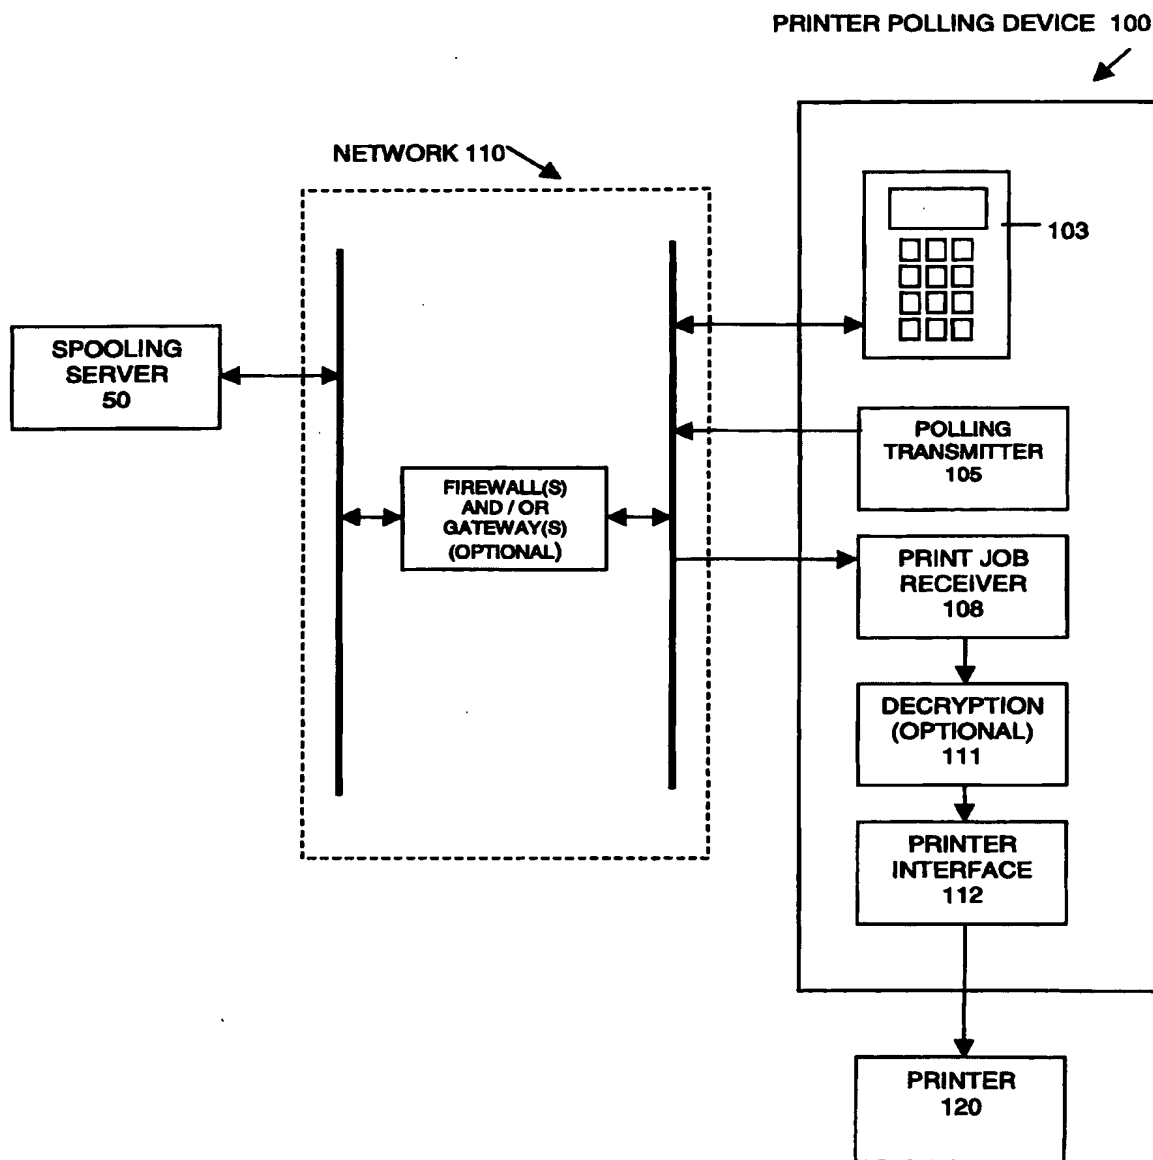 PRINTER POLLING DEVICE 100
NETWORK 110
103
SPOOLING
SERVER
50
POLLING
TRANSMITTER
105
FIREWALL(S)
AND / OR
GATEWAY(S)
(OPTIONAL)
PRINT JOB
RECEIVER
108
DECRYPTION
(OPTIONAL)
111
PRINTER
INTERFACE
112
PRINTER
120